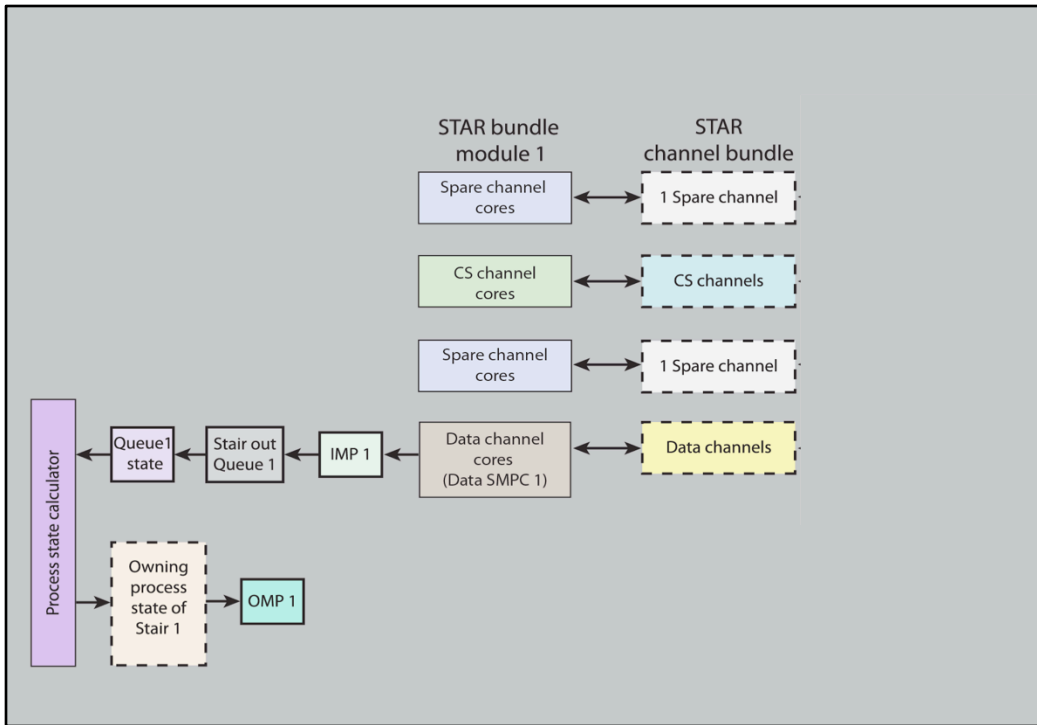 STAR bundle
module 1
STAR
channel bundle
Spare channel
cores
1 Spare channel
CS channel
cores
CS channels
Spare channel
cores
1 Spare channel
Process state calculator
Queue1
state
Stair out
Queue 1
IMP 1
Data channel
cores
(Data SMPC 1)
Data channels
Owning
process
state of
Stair 1
OMP 1